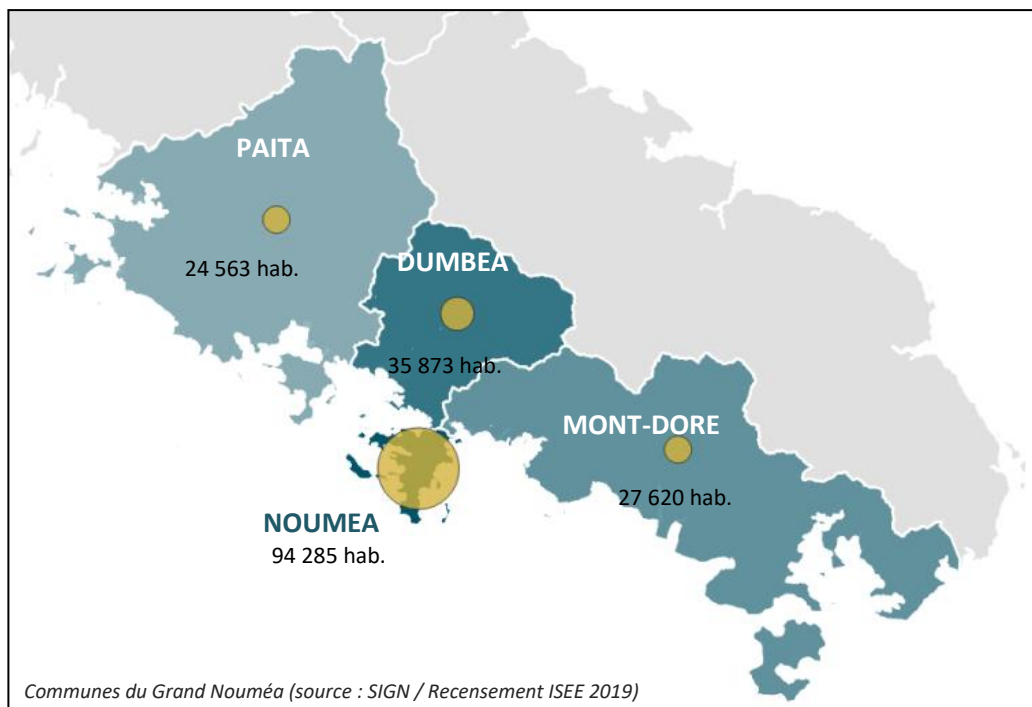 PAITA
24 563 hab.
DUMBEA
35 873 hab.
MONT-DORE
27 620 hab.
NOUMEA
94 285 hab.
Communes du Grand Nouméa (source : SIGN / Recensement ISEE 2019)